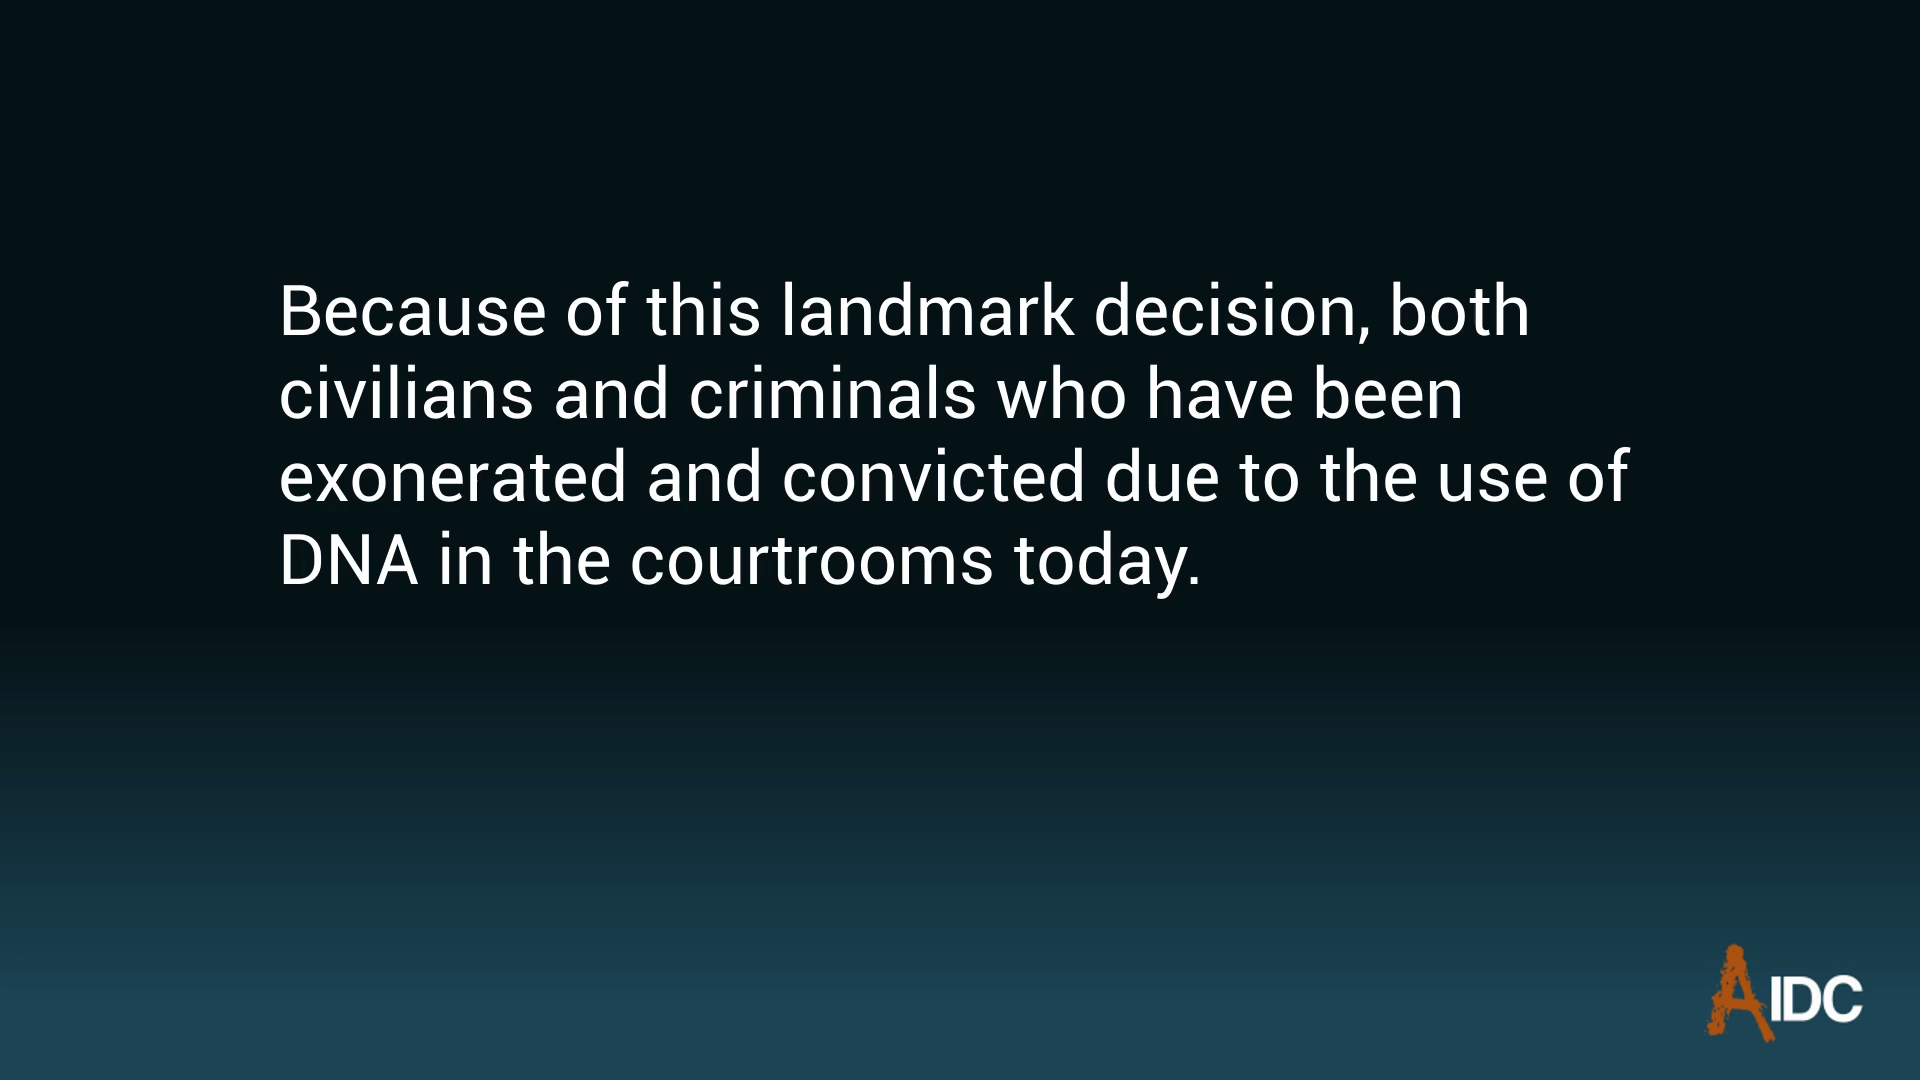 Because of this landmark decision, both
civilians and criminals who have been
exonerated and convicted due to the use of
DNA in the courtrooms today.
AIDC